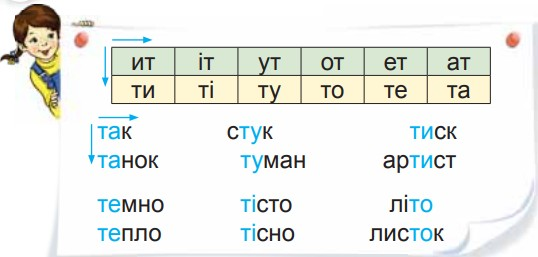 ит іт ут от ет ат
ти ті ту то те та
так стук тиск
танок туман артист
темно тісто літо
тепло тісно листок